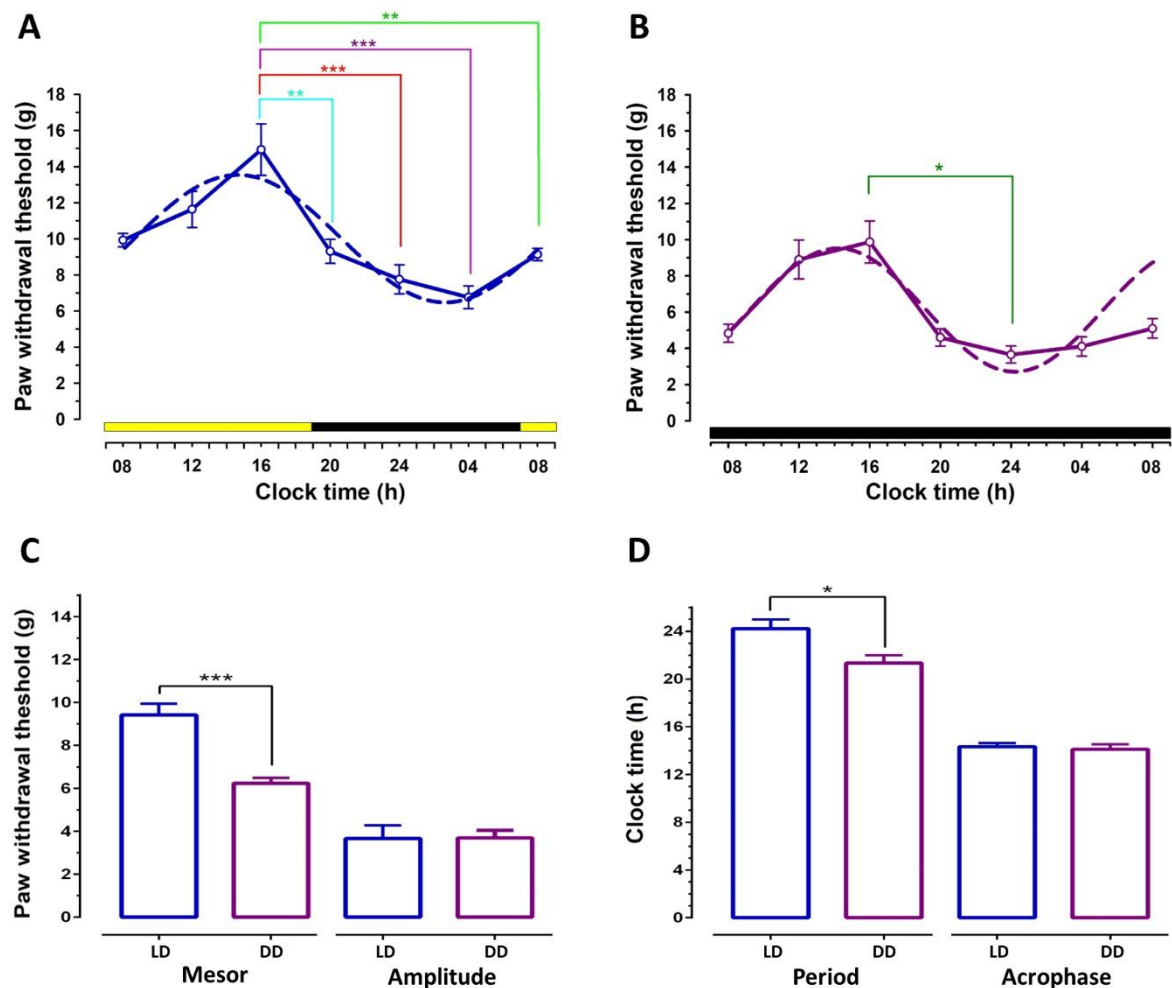 A
**
***
***
**
Paw withdrawal theshold (g)
18
16
14
12
10
8
6
4
2
0
08 12 16 20 24 04 08
Clock time (h)
B
*
Paw withdrawal theshold (g)
18
16
14
12
10
8
6
4
2
0
08 12 16 20 24 04 08
Clock time (h)
C
***
Paw withdrawal theshold (g)
14
12
10
8
6
4
2
0
LD DD LD DD
Mesor Amplitude
D
*
Clock time (h)
24
20
16
12
8
4
0
LD DD LD DD
Period Acrophase